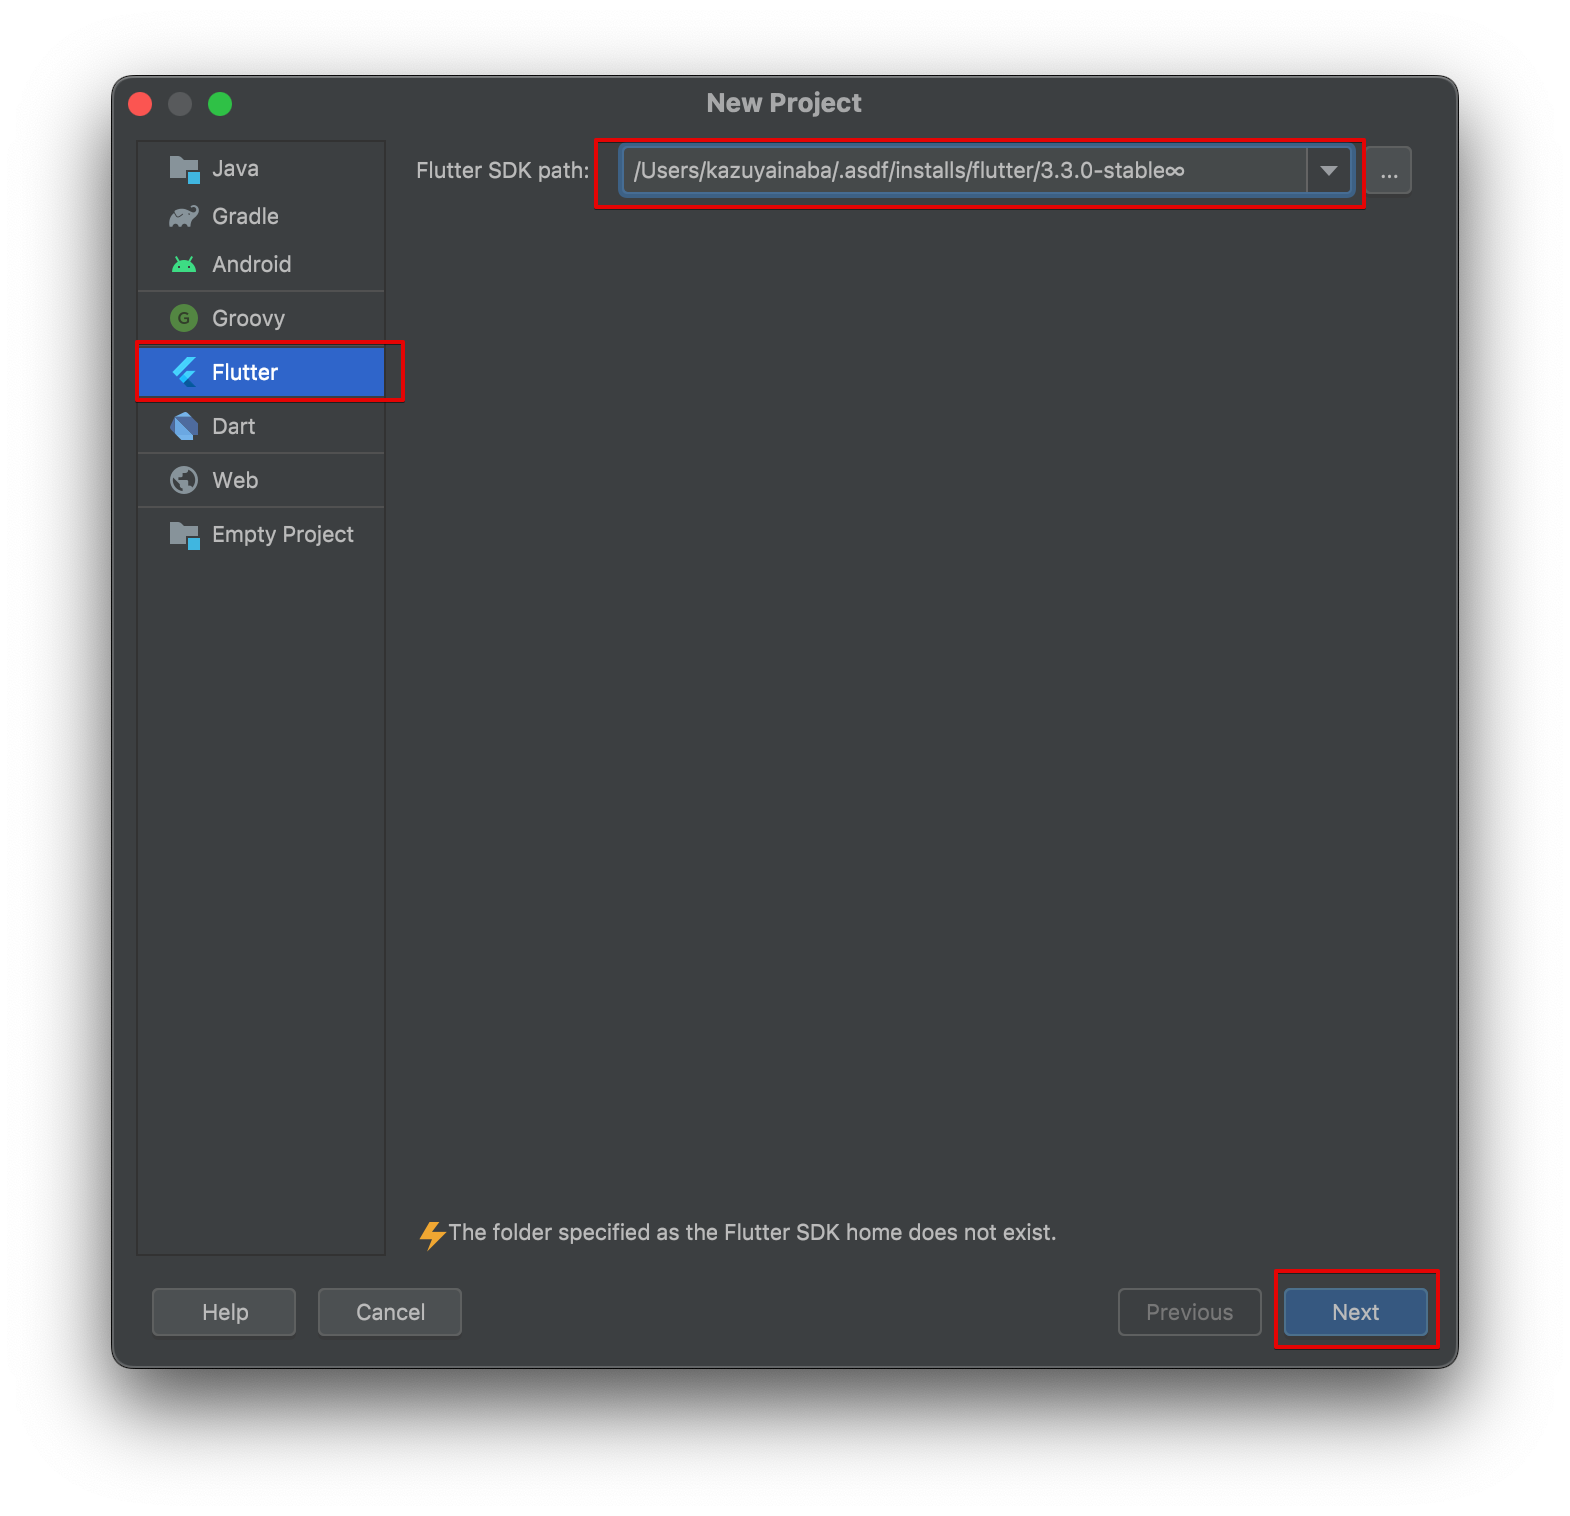 New Project
Java
Gradle
Android
G Groovy
Flutter
Dart
Web
Empty Project
Flutter SDK path: /Users/kazuyainaba/.asdf/installs/flutter/3.3.0-stable∞ ...
The folder specified as the Flutter SDK home does not exist.
Help Cancel Previous Next